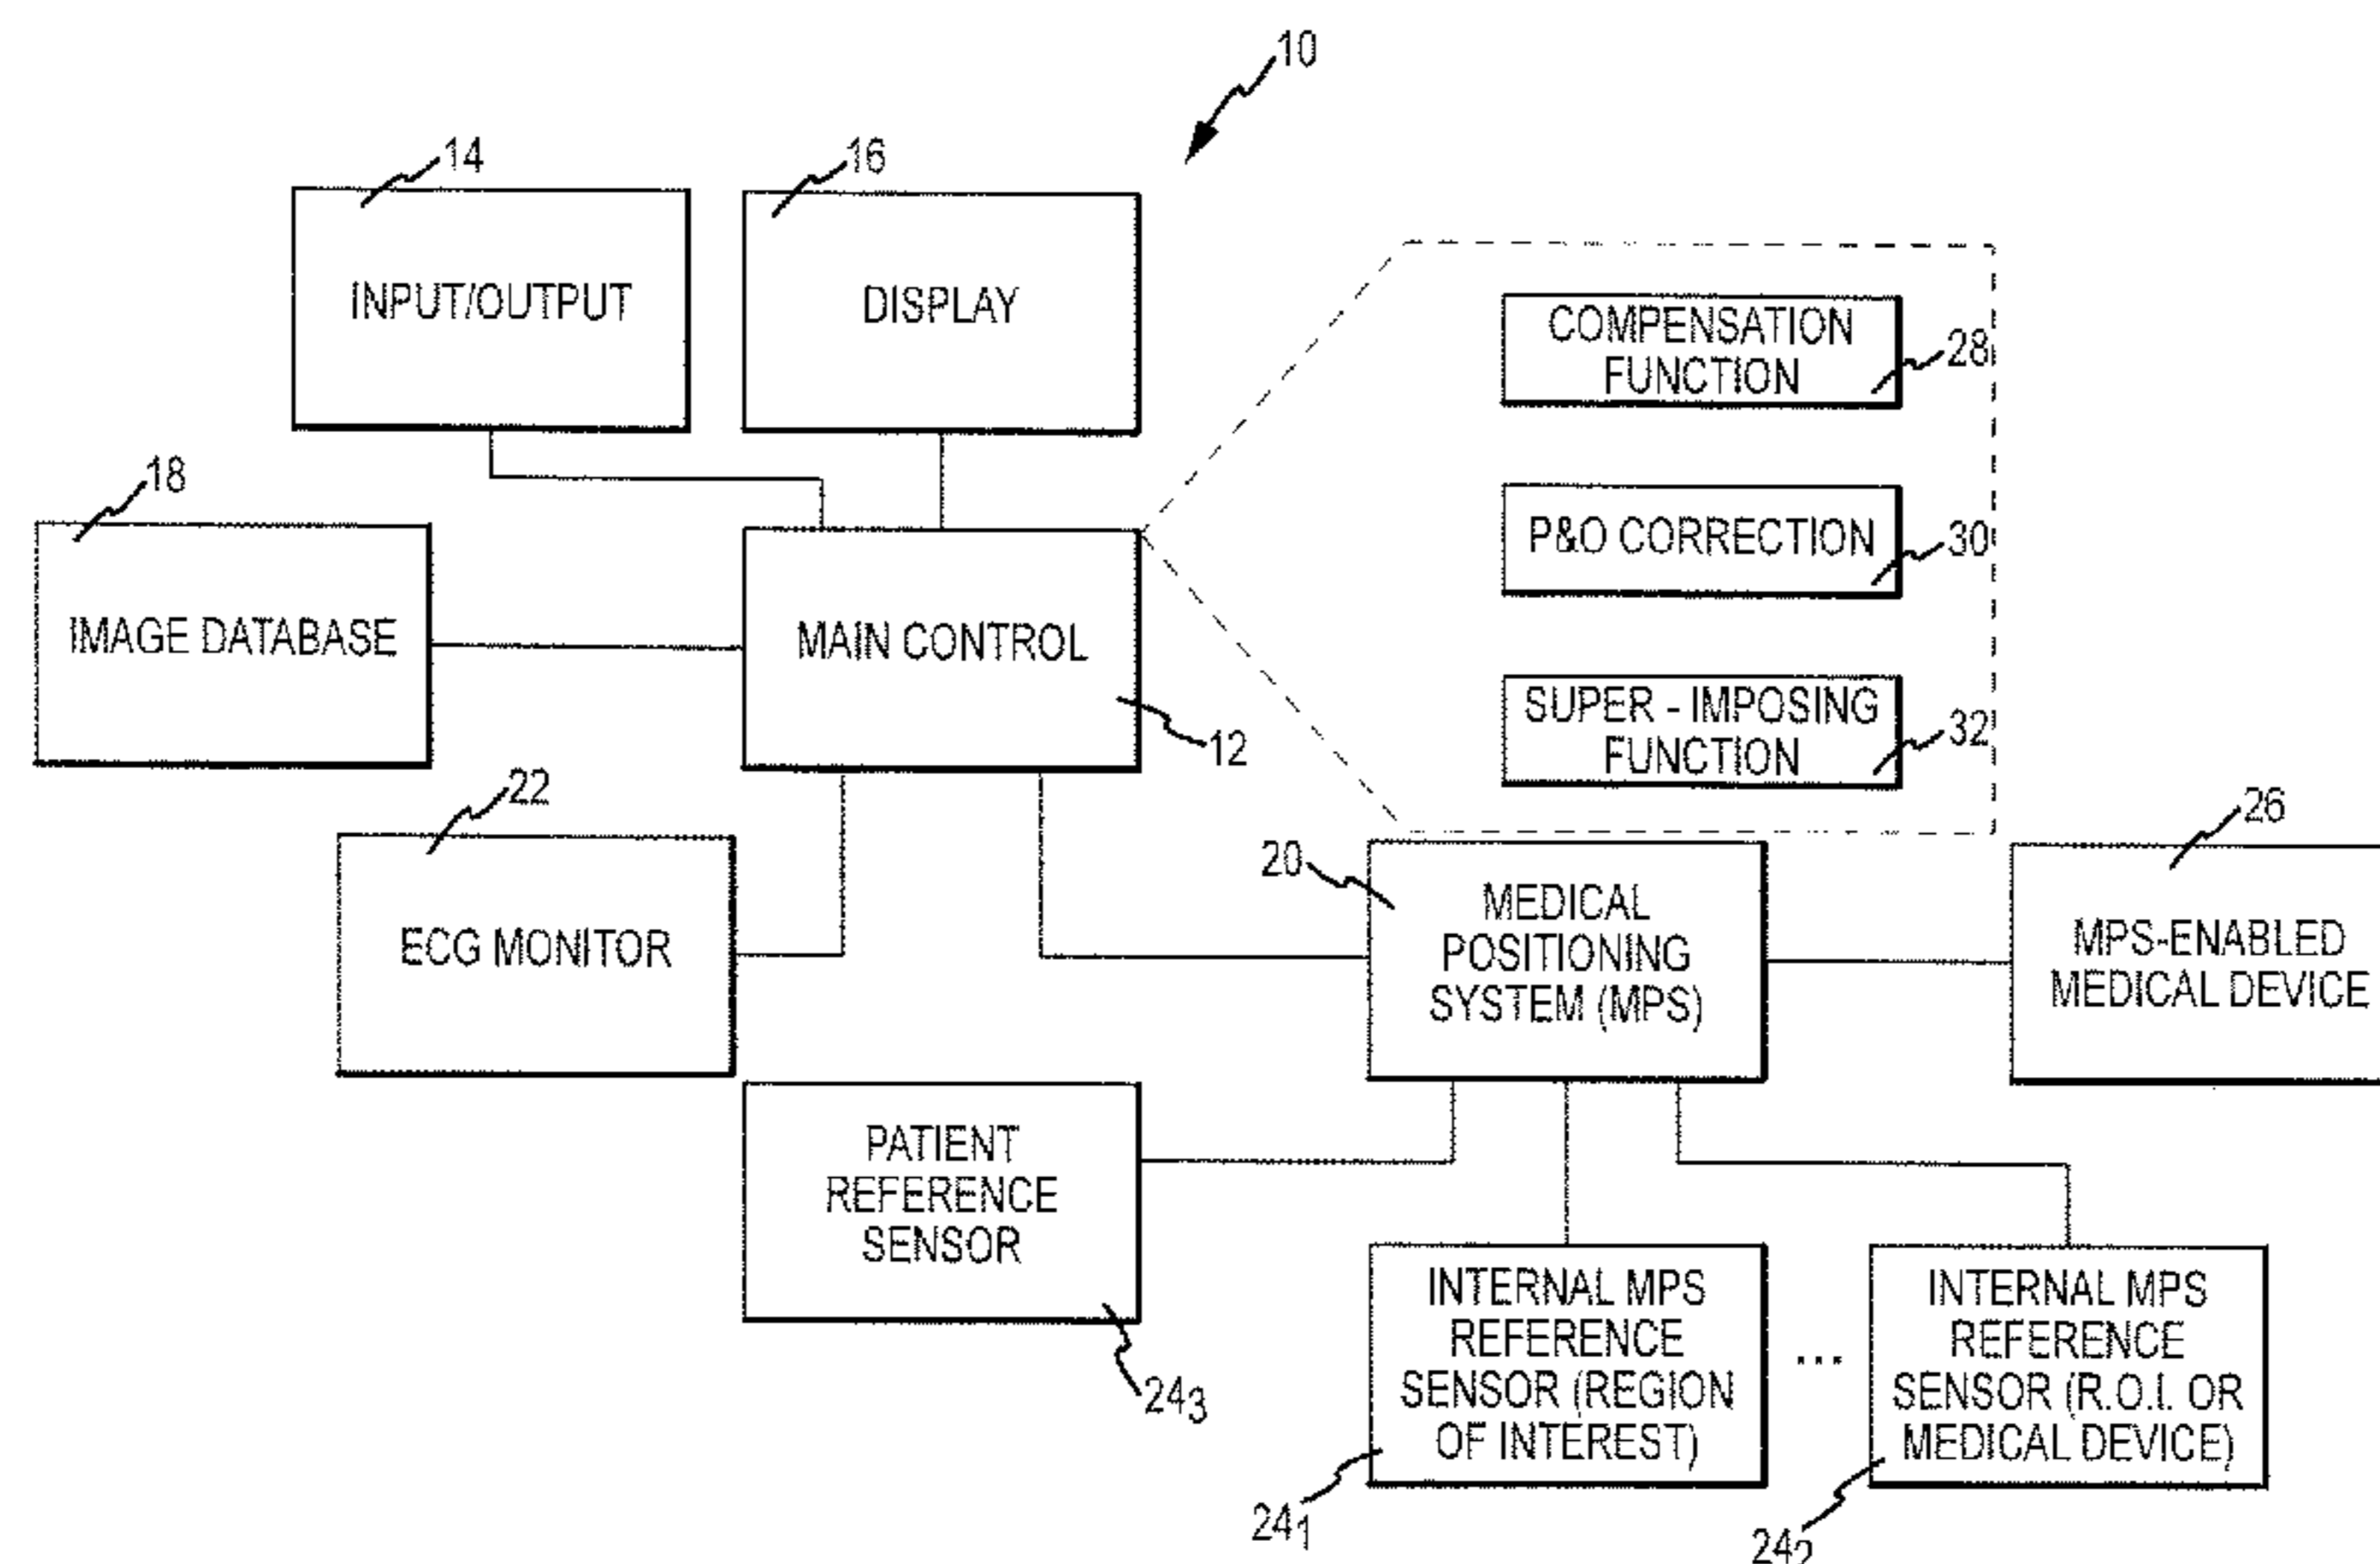 10
14
16
INPUT/OUTPUT
DISPLAY
COMPENSATION
FUNCTION
28
18
P&O CORRECTION
30
IMAGE DATABASE
MAIN CONTROL
12
SUPER - IMPOSING
FUNCTION
32
22
ECG MONITOR
20
MEDICAL
POSITIONING
SYSTEM (MPS)
26
MPS-ENABLED
MEDICAL DEVICE
PATIENT
REFERENCE
SENSOR
24₃
INTERNAL MPS
REFERENCE
SENSOR (REGION
OF INTEREST)
24₁
...
INTERNAL MPS
REFERENCE
SENSOR (R.O.I. OR
MEDICAL DEVICE)
24₂